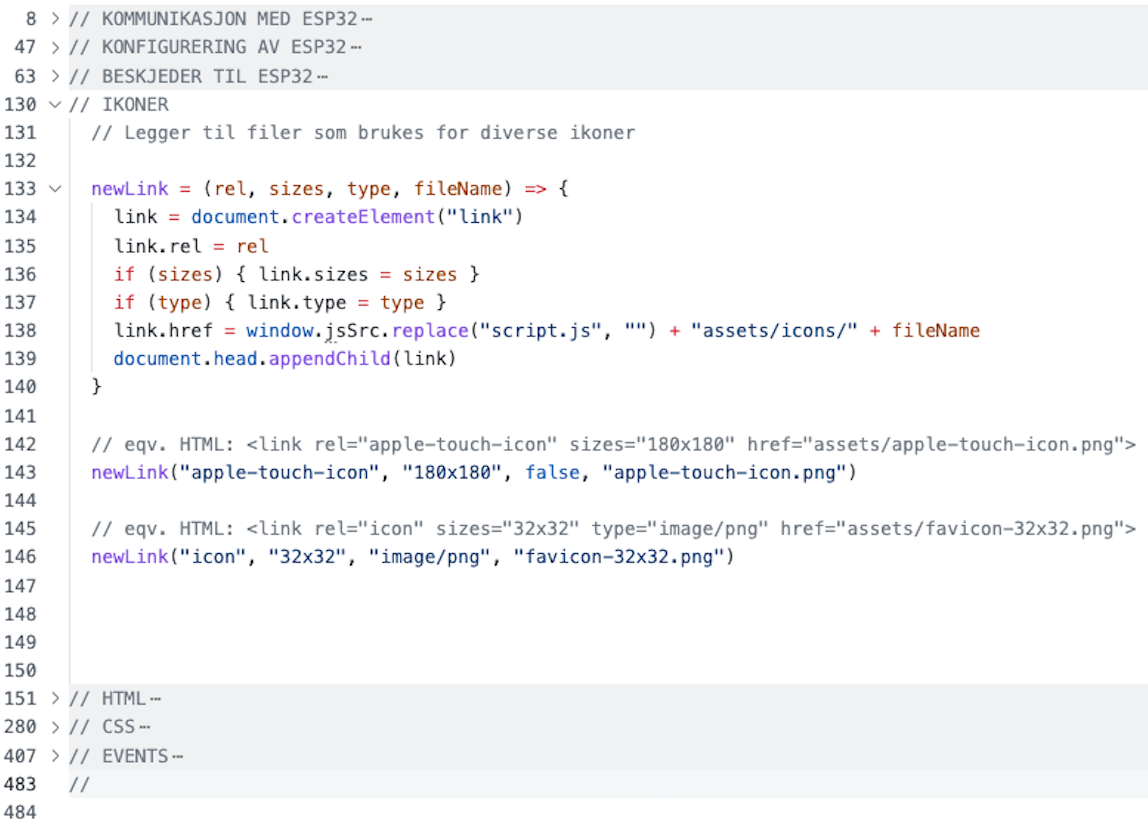 8 > // KOMMUNIKASJON MED ESP32 ⋯
47 > // KONFIGURERING AV ESP32 ⋯
63 > // BESKJEDER TIL ESP32 ⋯
130 // IKONER
131 // Legger til filer som brukes for diverse ikoner
132
133 newLink = (rel, sizes, type, fileName) => {
134 link = document.createElement("link")
135 link.rel = rel
136 if (sizes) { link.sizes = sizes }
137 if (type) { link.type = type }
138 link.href = window.jsSrc.replace("script.js", "") + "assets/icons/" + fileName
139 document.head.appendChild(link)
140 }
141
142 // eqv. HTML: <link rel="apple-touch-icon" sizes="180x180" href="assets/apple-touch-icon.png">
143 newLink("apple-touch-icon", "180x180", false, "apple-touch-icon.png")
144
145 // eqv. HTML: <link rel="icon" sizes="32x32" type="image/png" href="assets/favicon-32x32.png">
146 newLink("icon", "32x32", "image/png", "favicon-32x32.png")
147
148
149
150
151 > // HTML ⋯
280 > // CSS ⋯
407 > // EVENTS ⋯
483 //
484